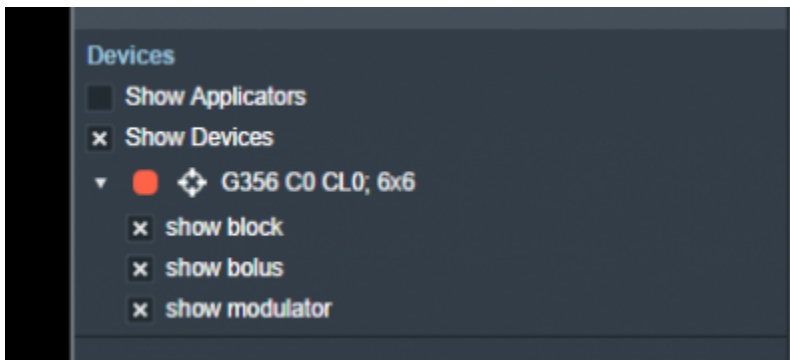 Devices
Show Applicators
Show Devices
G356 C0 CL0; 6x6
show block
show bolus
show modulator